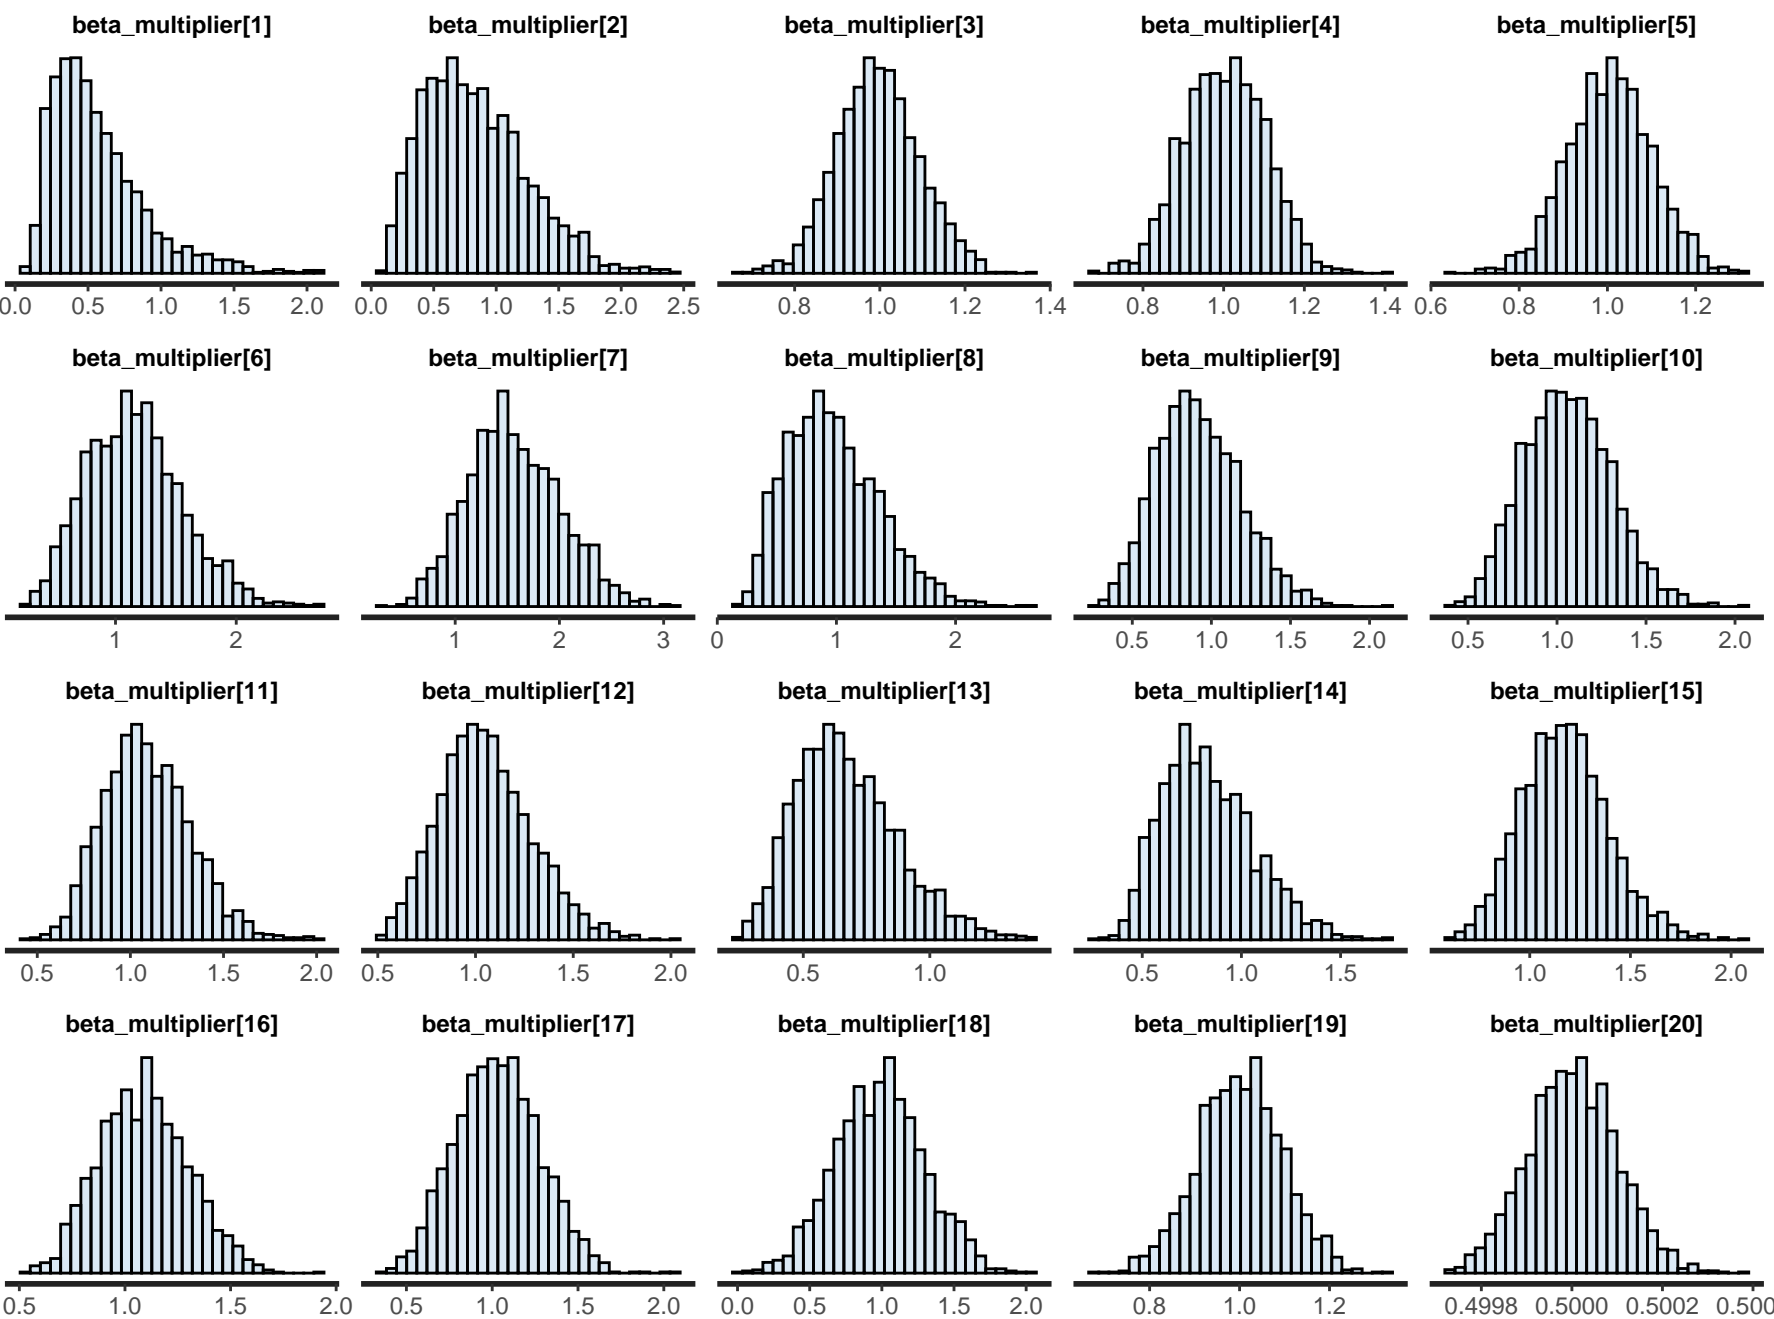 beta_multiplier[1] beta_multiplier[2] beta_multiplier[3] beta_multiplier[4] beta_multiplier[5]
0.0 0.5 1.0 1.5 2.0 0.0 0.5 1.0 1.5 2.0 2.5 0.8 1.0 1.2 1.4 0.8 1.0 1.2 1.4 0.6 0.8 1.0 1.2
beta_multiplier[6] beta_multiplier[7] beta_multiplier[8] beta_multiplier[9] beta_multiplier[10]
1 2 1 2 3 0 1 2 0.5 1.0 1.5 2.0 0.5 1.0 1.5 2.0
beta_multiplier[11] beta_multiplier[12] beta_multiplier[13] beta_multiplier[14] beta_multiplier[15]
0.5 1.0 1.5 2.0 0.5 1.0 1.5 2.0 0.5 1.0 0.5 1.0 1.5 1.0 1.5 2.0
beta_multiplier[16] beta_multiplier[17] beta_multiplier[18] beta_multiplier[19] beta_multiplier[20]
0.5 1.0 1.5 2.0 0.5 1.0 1.5 2.0 0.0 0.5 1.0 1.5 2.0 0.8 1.0 1.2 0.4998 0.5000 0.5002